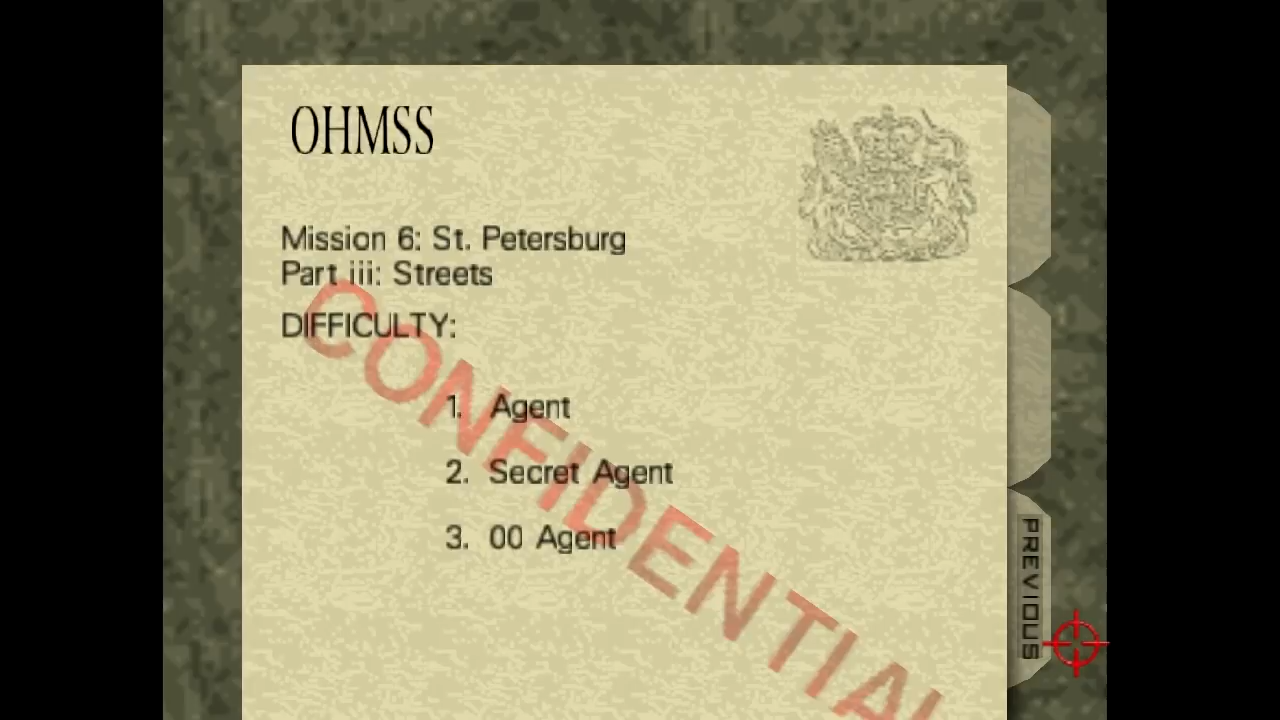 OHMSS
Mission 6: St. Petersburg
Part iii: Streets
DIFFICULTY:
1. Agent
2. Secret Agent
3. 00 Agent
CONFIDENTIAL
PREVIOUS